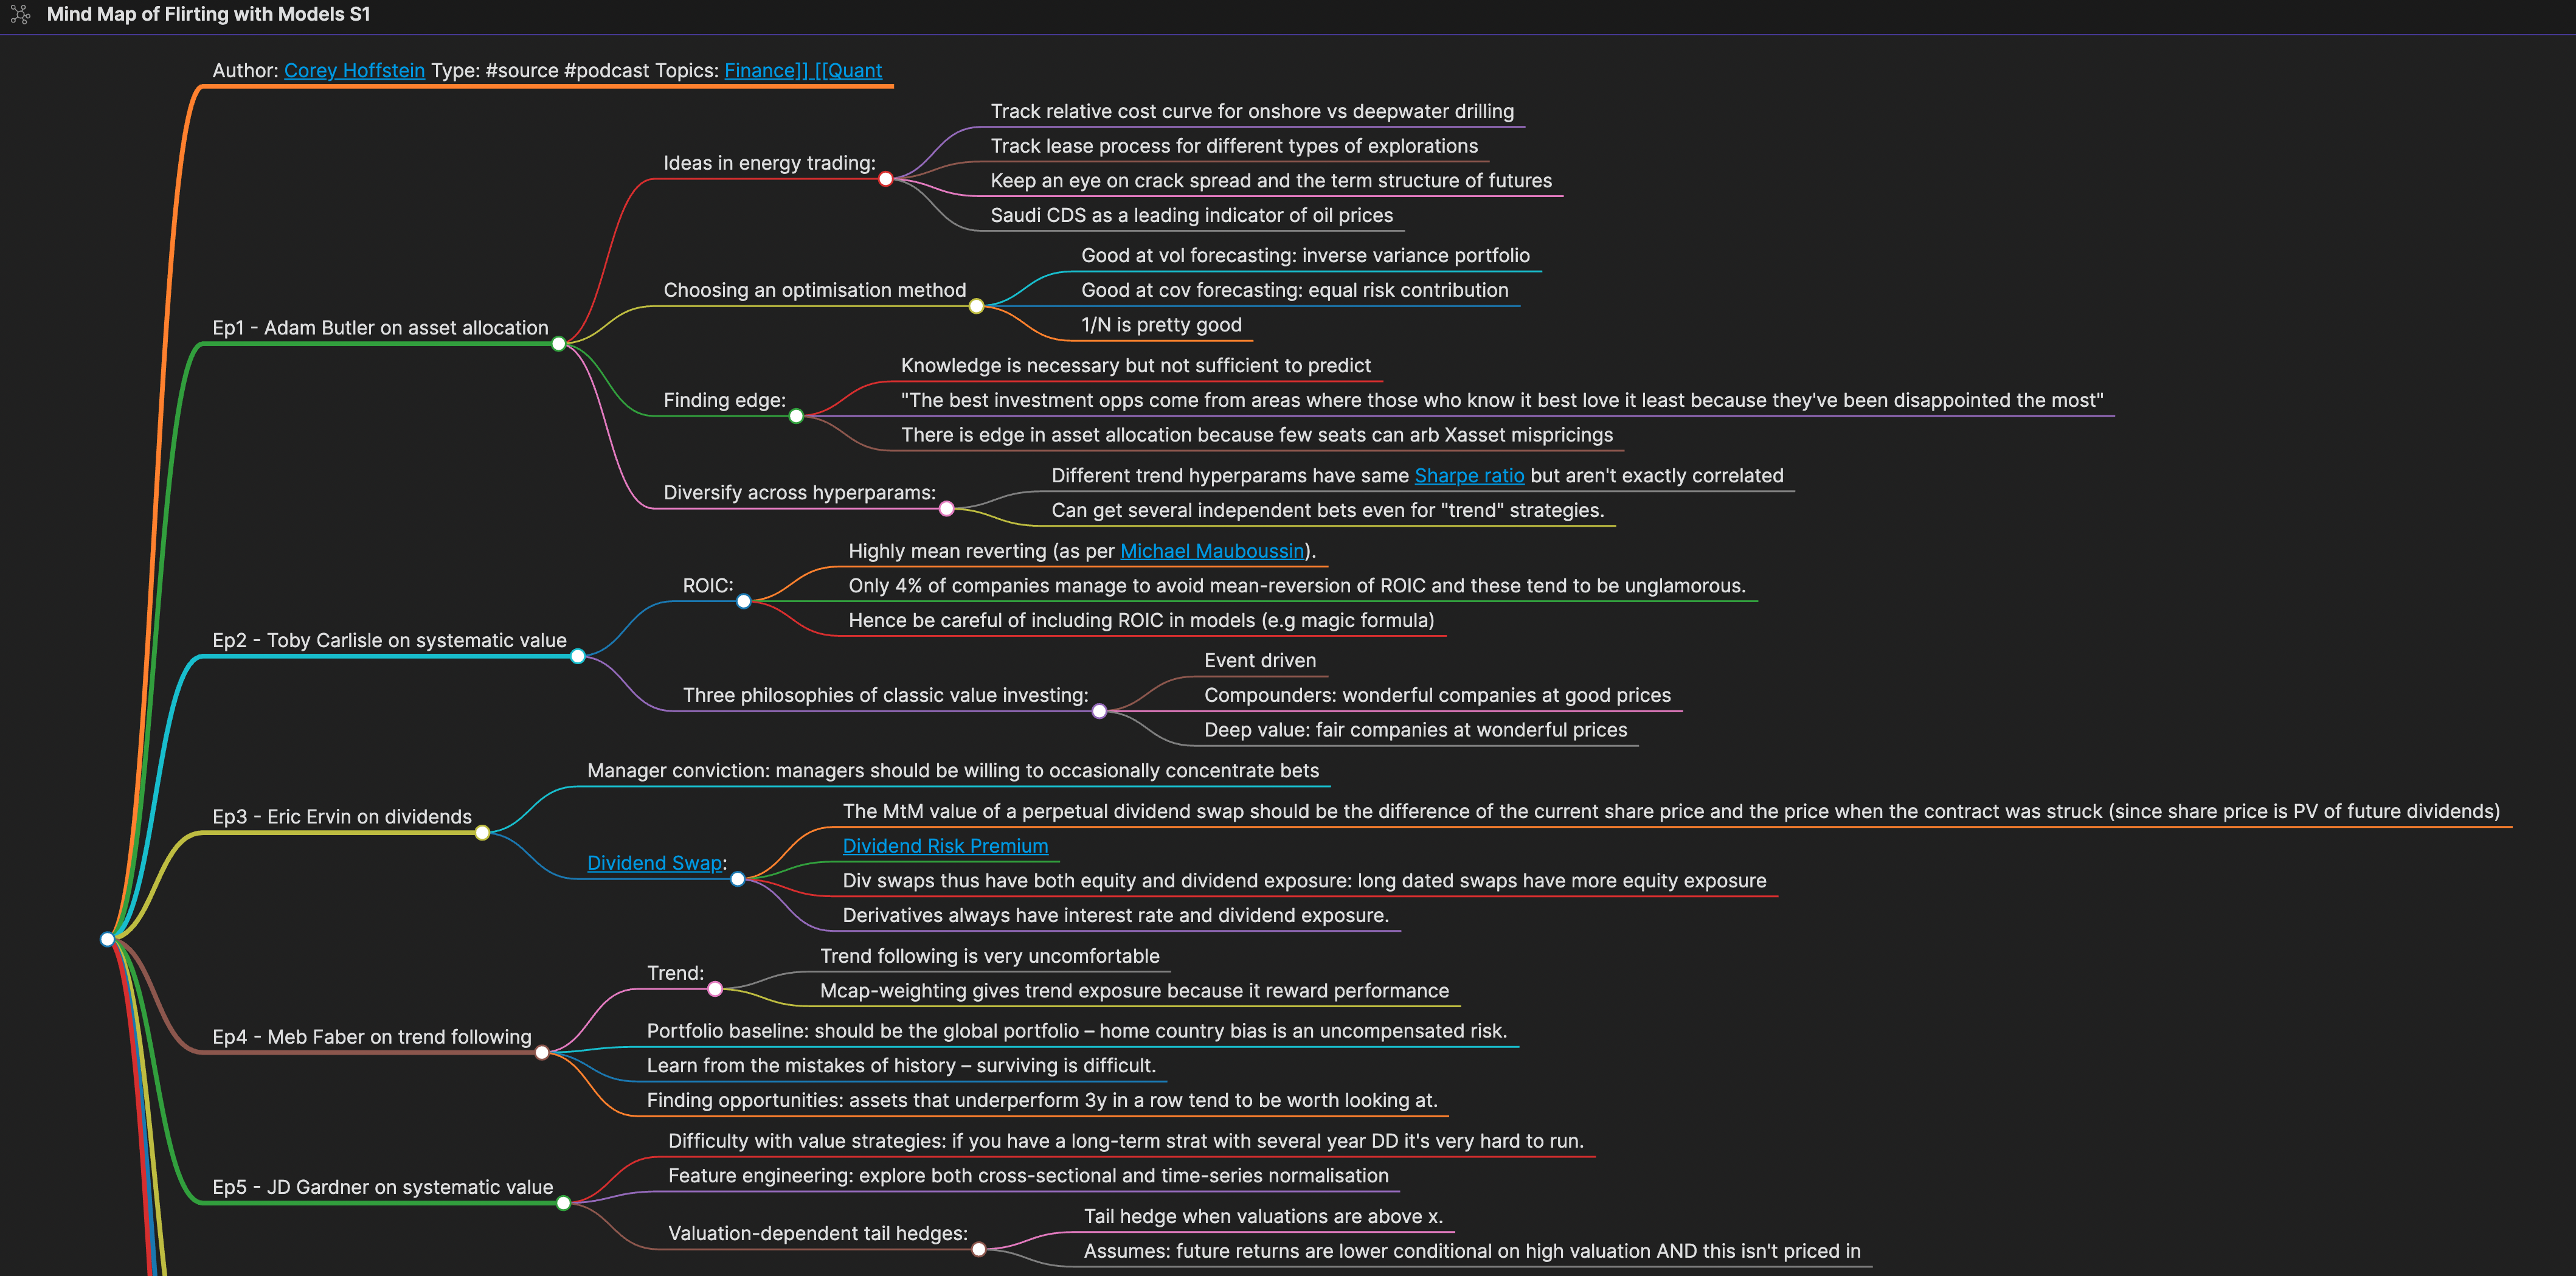 Mind Map of Flirting with Models S1
Author: Corey Hoffstein Type: #source #podcast Topics: Finance]] [[Quant
Ep1 - Adam Butler on asset allocation
Ideas in energy trading:
Track relative cost curve for onshore vs deepwater drilling
Track lease process for different types of explorations
Keep an eye on crack spread and the term structure of futures
Saudi CDS as a leading indicator of oil prices
Choosing an optimisation method
Good at vol forecasting: inverse variance portfolio
Good at cov forecasting: equal risk contribution
1/N is pretty good
Finding edge:
Knowledge is necessary but not sufficient to predict
"The best investment opps come from areas where those who know it best love it least because they've been disappointed the most"
There is edge in asset allocation because few seats can arb Xasset mispricings
Diversify across hyperparams:
Different trend hyperparams have same Sharpe ratio but aren't exactly correlated
Can get several independent bets even for "trend" strategies.
Ep2 - Toby Carlisle on systematic value
ROIC:
Highly mean reverting (as per Michael Mauboussin).
Only 4% of companies manage to avoid mean-reversion of ROIC and these tend to be unglamorous.
Hence be careful of including ROIC in models (e.g magic formula)
Three philosophies of classic value investing:
Event driven
Compounders: wonderful companies at good prices
Deep value: fair companies at wonderful prices
Ep3 - Eric Ervin on dividends
Manager conviction: managers should be willing to occasionally concentrate bets
Dividend Swap:
The MtM value of a perpetual dividend swap should be the difference of the current share price and the price when the contract was struck (since share price is PV of future dividends)
Dividend Risk Premium
Div swaps thus have both equity and dividend exposure: long dated swaps have more equity exposure
Derivatives always have interest rate and dividend exposure.
Ep4 - Meb Faber on trend following
Trend:
Trend following is very uncomfortable
Mcap-weighting gives trend exposure because it reward performance
Portfolio baseline: should be the global portfolio – home country bias is an uncompensated risk.
Learn from the mistakes of history – surviving is difficult.
Finding opportunities: assets that underperform 3y in a row tend to be worth looking at.
Ep5 - JD Gardner on systematic value
Difficulty with value strategies: if you have a long-term strat with several year DD it's very hard to run.
Feature engineering: explore both cross-sectional and time-series normalisation
Valuation-dependent tail hedges:
Tail hedge when valuations are above x.
Assumes: future returns are lower conditional on high valuation AND this isn't priced in